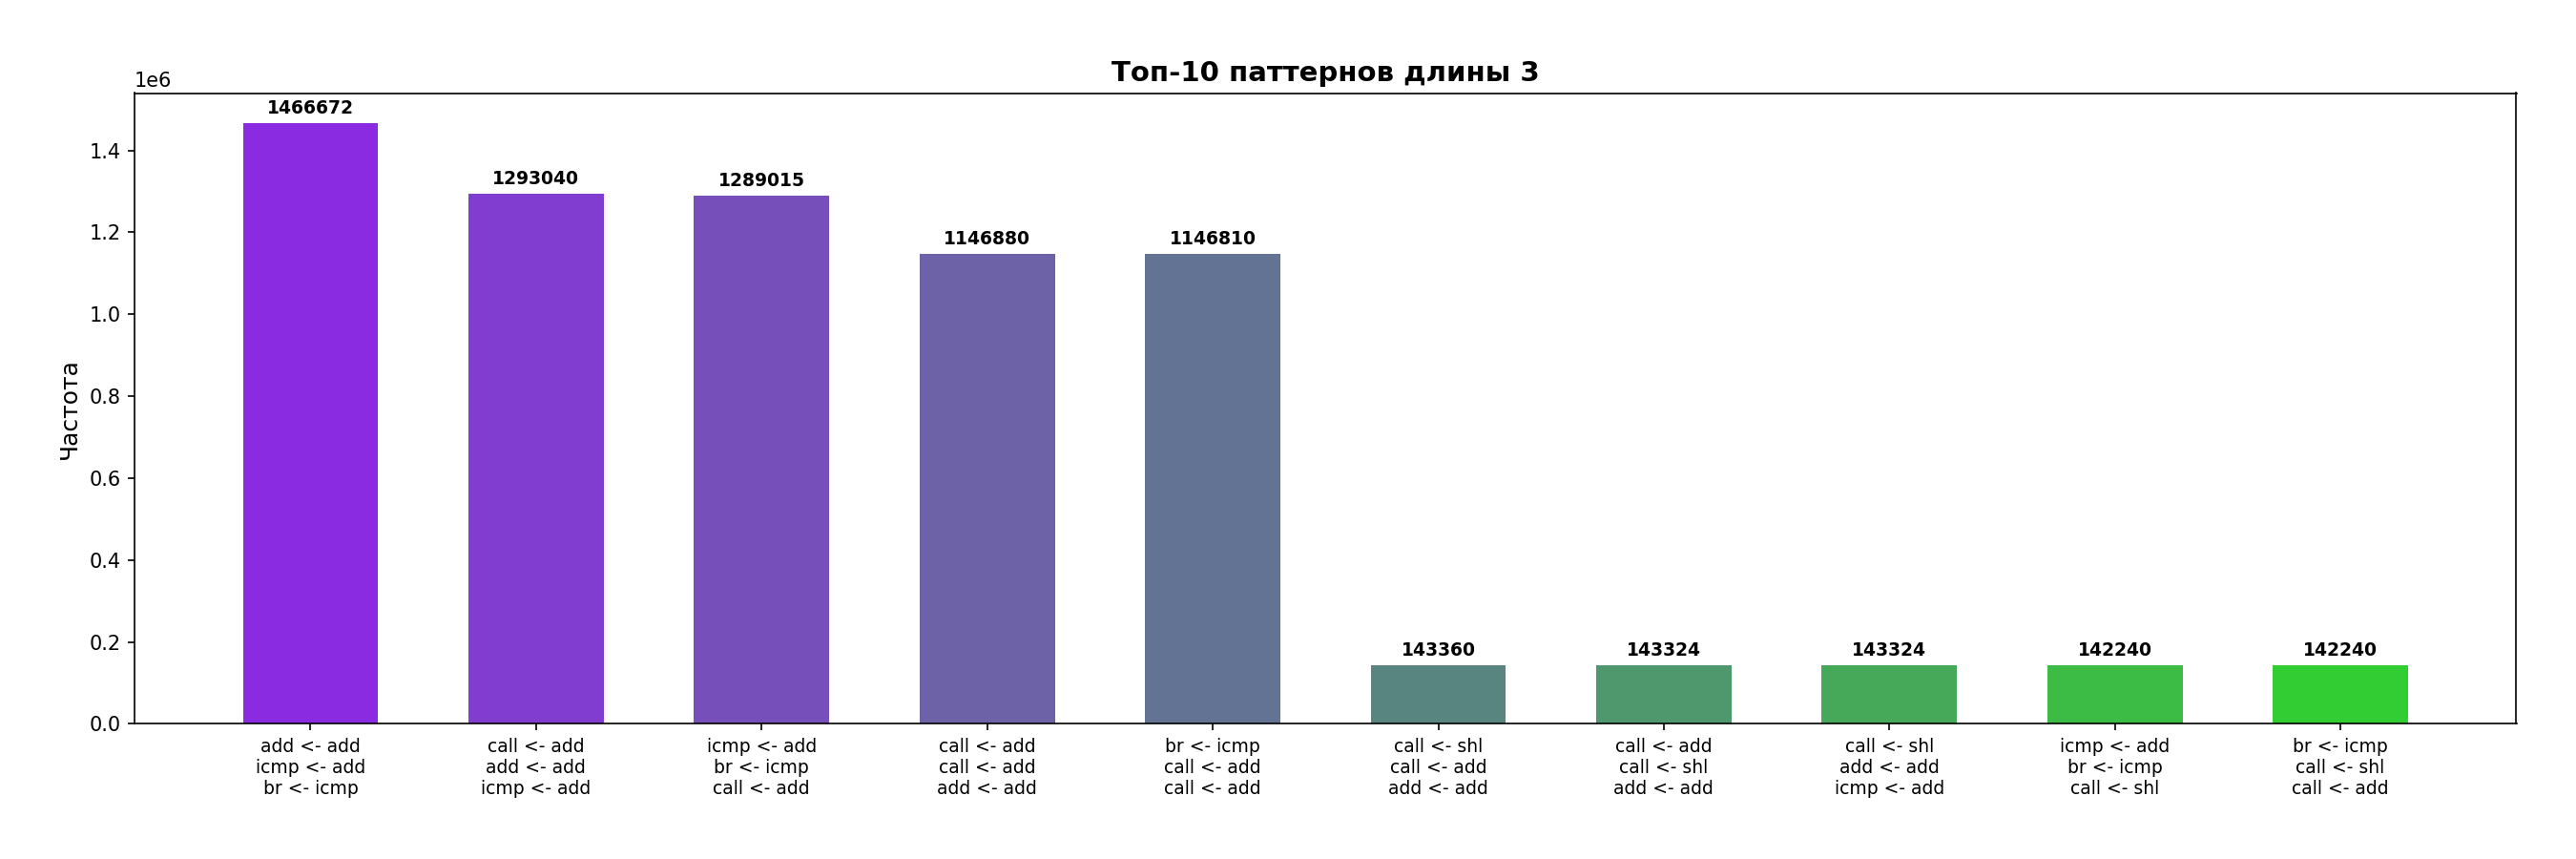 Топ-10 паттернов длины 3
1e6
Частота
1.4
1.2
1.0
0.8
0.6
0.4
0.2
0.0
1466672
1293040
1289015
1146880
1146810
143360
143324
143324
142240
142240
add <- add
icmp <- add
br <- icmp
call <- add
add <- add
icmp <- add
icmp <- add
br <- icmp
call <- add
call <- add
call <- add
add <- add
br <- icmp
call <- add
call <- add
call <- shl
call <- add
add <- add
call <- add
call <- shl
add <- add
call <- shl
add <- add
icmp <- add
icmp <- add
br <- icmp
call <- shl
br <- icmp
call <- shl
call <- add